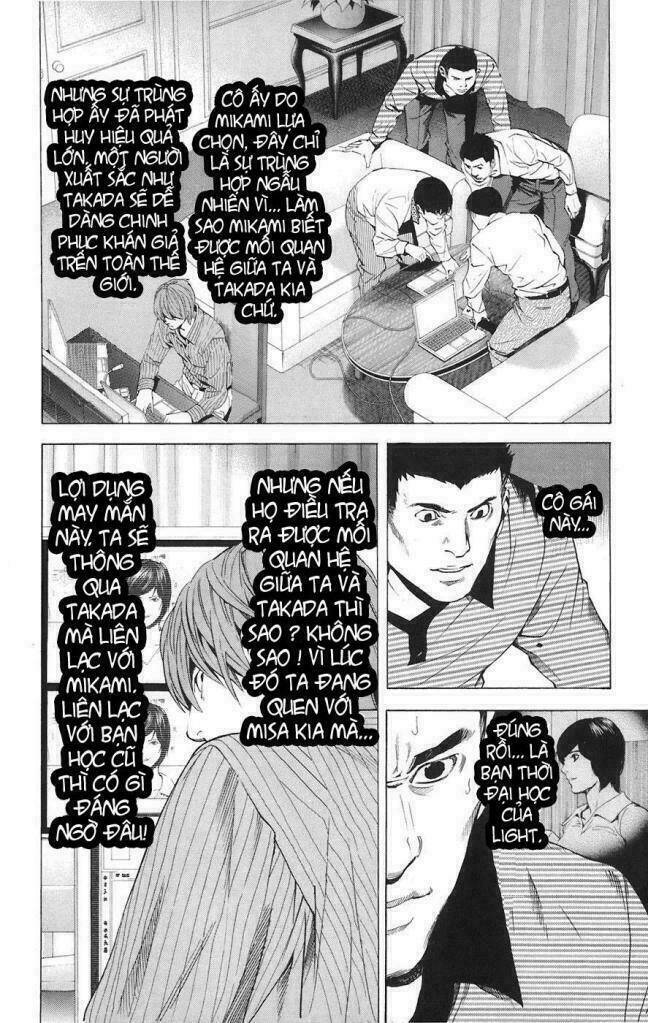 CÔ ẤY DO
MIKAMI LỰA
CHỌN, ĐÂY CHỈ
LÀ SỰ TRÙNG
HỢP NGẪU
NHIÊN VÌ... LÀM
SAO MIKAMI BIẾT
ĐƯỢC MỐI QUAN
HỆ GIỮA TA VÀ
TAKADA KIA
CHỨ.
NHƯNG SỰ TRÙNG
HỢP ẤY ĐÃ PHÁT
HUY HIỆU QUẢ
LỚN, MỘT NGƯỜI
XUẤT SẮC NHƯ
TAKADA SẼ DỄ
DÀNG CHINH
PHỤC KHÁN GIẢ
TRÊN TOÀN THẾ
GIỚI.
CÔ GÁI
NÀY...
ĐÚNG
RỒI... LÀ
BẠN THỜI
ĐẠI HỌC
CỦA
LIGHT.
NHƯNG NẾU
HỌ ĐIỀU TRA
RA ĐƯỢC MỐI
QUAN HỆ
GIỮA TA VÀ
TAKADA THÌ
SAO ? KHÔNG
SAO ! VÌ LÚC
ĐÓ TA ĐANG
QUEN VỚI
MISA KIA MÀ...
LỢI DỤNG
MAY MẮN
NÀY, TA SẼ
THÔNG
QUA
TAKADA
MÀ LIÊN
LẠC VỚI
MIKAMI.
LIÊN LẠC
VỚI BẠN
HỌC CŨ
THÌ CÓ GÌ
ĐÁNG
NGỜ ĐÂU!